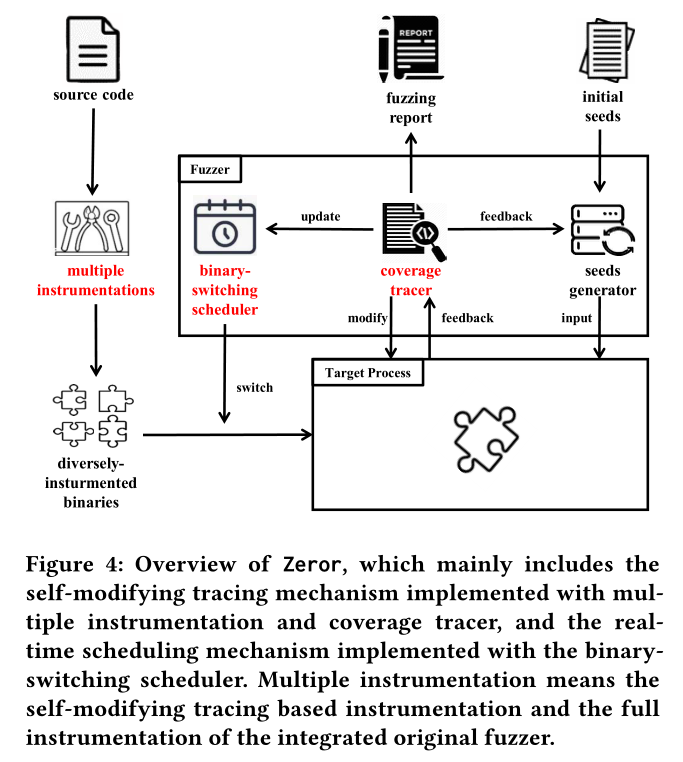 REPORT
source code
fuzzing
report
initial
seeds
Fuzzer
update
feedback
multiple
instrumentations
binary-
switching
scheduler
coverage
tracer
seeds
generator
modify
feedback
input
switch
Target Process
diversely-
insturmented
binaries
Figure 4: Overview of Zeror, which mainly includes the
self-modifying tracing mechanism implemented with mul-
tiple instrumentation and coverage tracer, and the real-
time scheduling mechanism implemented with the binary-
switching scheduler. Multiple instrumentation means the
self-modifying tracing based instrumentation and the full
instrumentation of the integrated original fuzzer.